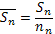 S̅ₙ = Sₙ / nₙ